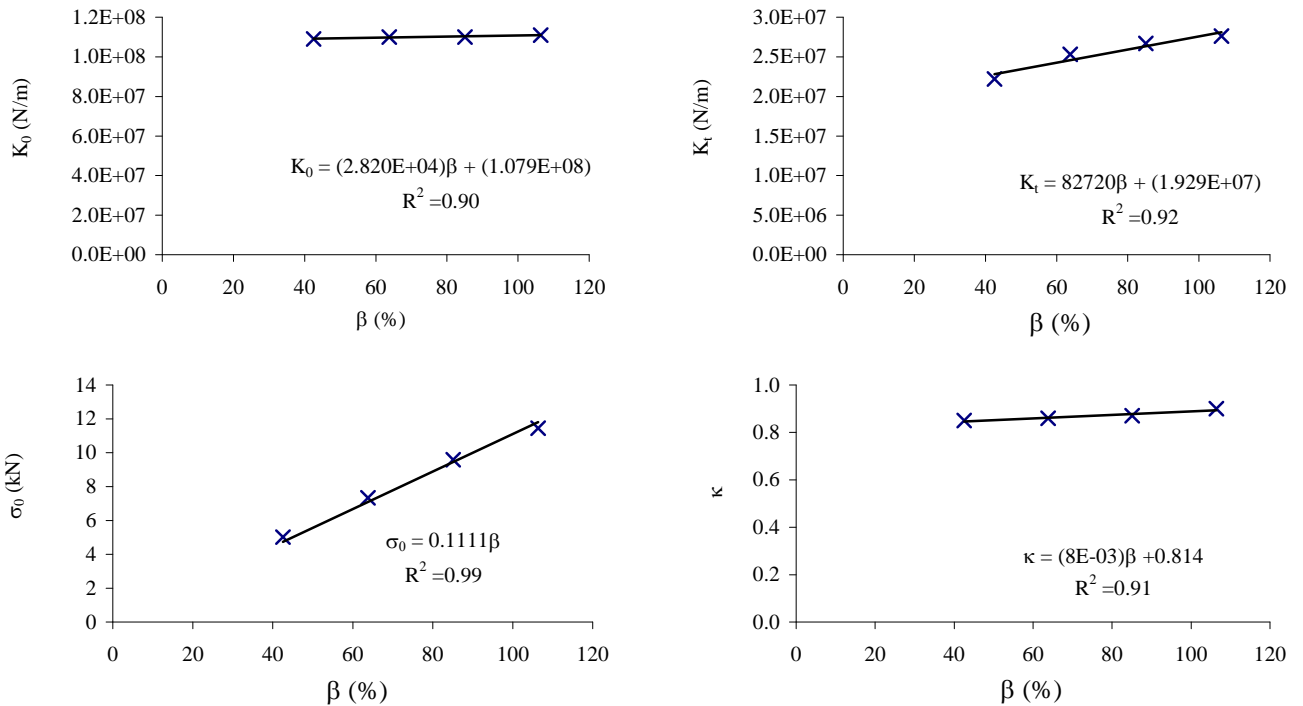 K0 (N/m)
1.2E+08
1.0E+08
8.0E+07
6.0E+07
4.0E+07
2.0E+07
0.0E+00
K0 = (2.820E+04)β + (1.079E+08)
R² =0.90
0 20 40 60 80 100 120
β (%)
Kt (N/m)
3.0E+07
2.5E+07
2.0E+07
1.5E+07
1.0E+07
5.0E+06
0.0E+00
Kt = 82720β + (1.929E+07)
R² =0.92
0 20 40 60 80 100 120
β (%)
σ0 (kN)
14
12
10
8
6
4
2
0
σ0 = 0.1111β
R² =0.99
0 20 40 60 80 100 120
β (%)
κ
1.0
0.8
0.6
0.4
0.2
0.0
κ = (8E-03)β +0.814
R² =0.91
0 20 40 60 80 100 120
β (%)